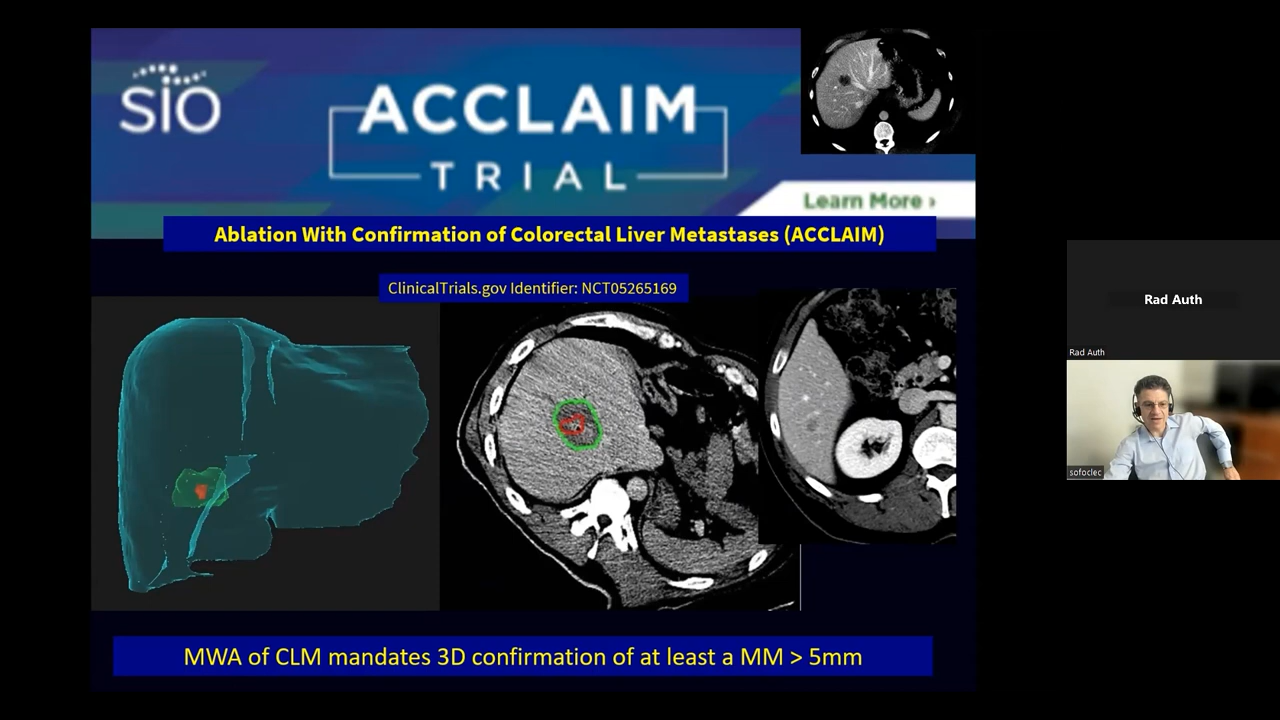 SIO
ACCLAIM
TRIAL
Learn More ›
Ablation With Confirmation of Colorectal Liver Metastases (ACCLAIM)
ClinicalTrials.gov Identifier: NCT05265169
MWA of CLM mandates 3D confirmation of at least a MM > 5mm
Rad Auth
Rad Auth
sofoclec